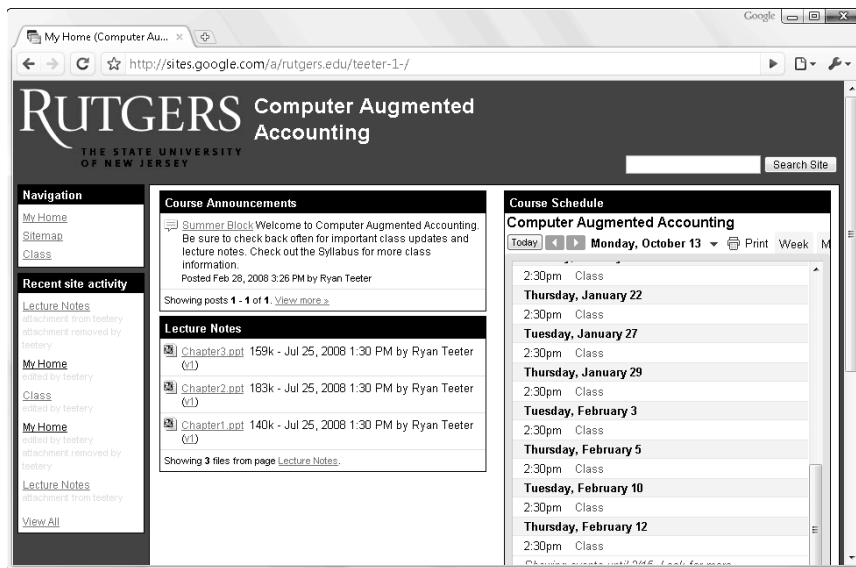 Google
My Home (Computer Au...
http://sites.google.com/a/rutgers.edu/teeter-1-/
RUTGERS
THE STATE UNIVERSITY
OF NEW JERSEY
Computer Augmented
Accounting
Search Site
Navigation
My Home
Sitemap
Class
Recent site activity
Lecture Notes
attachment from teetery
attachment removed by
teetery
My Home
edited by teetery
Class
edited by teetery
My Home
edited by teetery
attachment removed by
teetery
Lecture Notes
attachment from teetery
View All
Course Announcements
Summer Block Welcome to Computer Augmented Accounting.
Be sure to check back often for important class updates and
lecture notes. Check out the Syllabus for more class
information.
Posted Feb 28, 2008 3:26 PM by Ryan Teeter
Showing posts 1 - 1 of 1. View more »
Lecture Notes
Chapter3.ppt 159k - Jul 25, 2008 1:30 PM by Ryan Teeter
(v1)
Chapter2.ppt 183k - Jul 25, 2008 1:30 PM by Ryan Teeter
(v1)
Chapter1.ppt 140k - Jul 25, 2008 1:30 PM by Ryan Teeter
(v1)
Showing 3 files from page Lecture Notes.
Course Schedule
Computer Augmented Accounting
Today Monday, October 13 Print Week M
2:30pm Class
Thursday, January 22
2:30pm Class
Tuesday, January 27
2:30pm Class
Thursday, January 29
2:30pm Class
Tuesday, February 3
2:30pm Class
Thursday, February 5
2:30pm Class
Tuesday, February 10
2:30pm Class
Thursday, February 12
2:30pm Class
Showing events until 2/15. Look for more